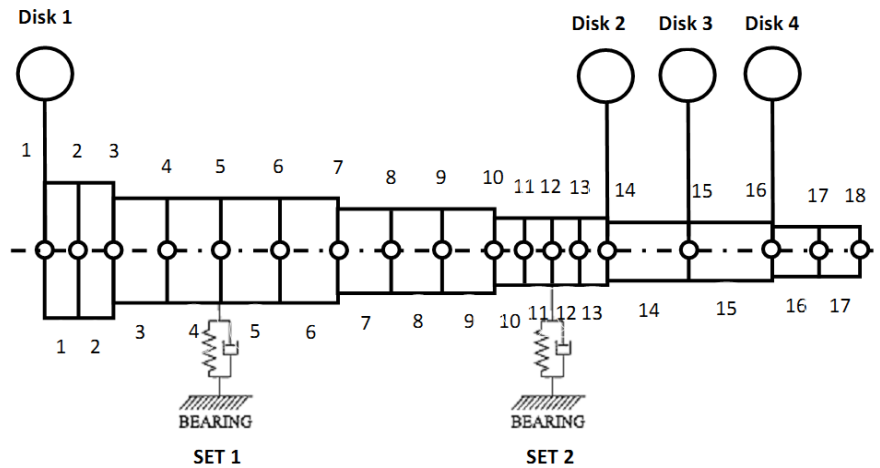 Disk 1
Disk 2 Disk 3 Disk 4
1 2 3 4 5 6 7 8 9 10 11 12 13 14 15 16 17 18
1 2 3 4 5 6 7 8 9 10 11 12 13 14 15 16 17
BEARING BEARING
SET 1 SET 2